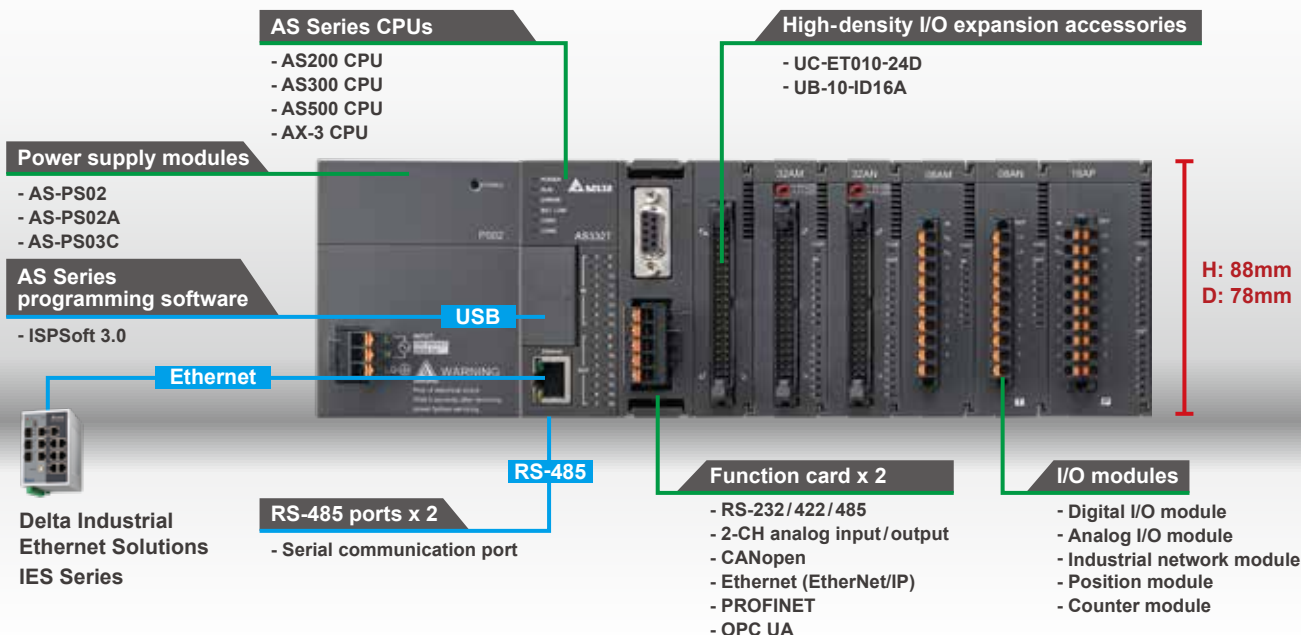 AS Series CPUs
- AS200 CPU
- AS300 CPU
- AS500 CPU
- AX-3 CPU
High-density I/O expansion accessories
- UC-ET010-24D
- UB-10-ID16A
Power supply modules
- AS-PS02
- AS-PS02A
- AS-PS03C
AS Series
programming software
- ISPSoft 3.0
USB
Ethernet
RS-485
POWER
PS02
AS332T
32AM
32AN
08AM
08AN
16AP
INPUT
LG
WARNING
H: 88mm
D: 78mm
Delta Industrial
Ethernet Solutions
IES Series
RS-485 ports x 2
- Serial communication port
Function card x 2
- RS-232/422/485
- 2-CH analog input/output
- CANopen
- Ethernet (EtherNet/IP)
- PROFINET
- OPC UA
I/O modules
- Digital I/O module
- Analog I/O module
- Industrial network module
- Position module
- Counter module